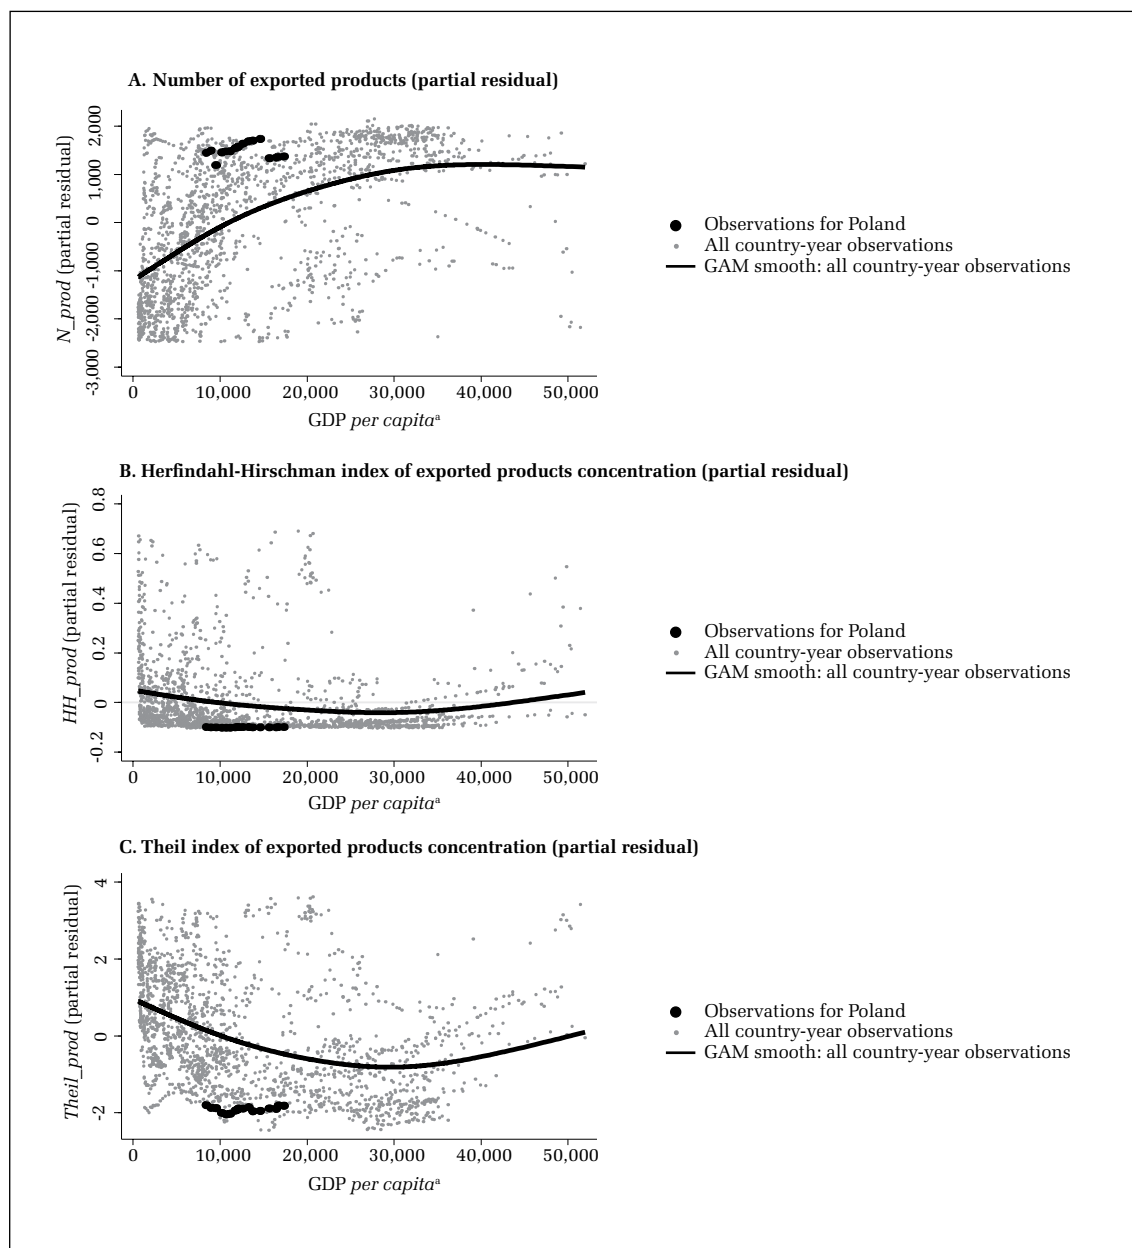 A. Number of exported products (partial residual)
N_prod (partial residual)
2,000
1,000
0
-1,000
-2,000
-3,000
0 10,000 20,000 30,000 40,000 50,000
GDP per capitaᵃ
Observations for Poland
All country-year observations
GAM smooth: all country-year observations
B. Herfindahl-Hirschman index of exported products concentration (partial residual)
HH_prod (partial residual)
0.8
0.6
0.4
0.2
0
-0.2
0 10,000 20,000 30,000 40,000 50,000
GDP per capitaᵃ
Observations for Poland
All country-year observations
GAM smooth: all country-year observations
C. Theil index of exported products concentration (partial residual)
Theil_prod (partial residual)
4
2
0
-2
0 10,000 20,000 30,000 40,000 50,000
GDP per capitaᵃ
Observations for Poland
All country-year observations
GAM smooth: all country-year observations